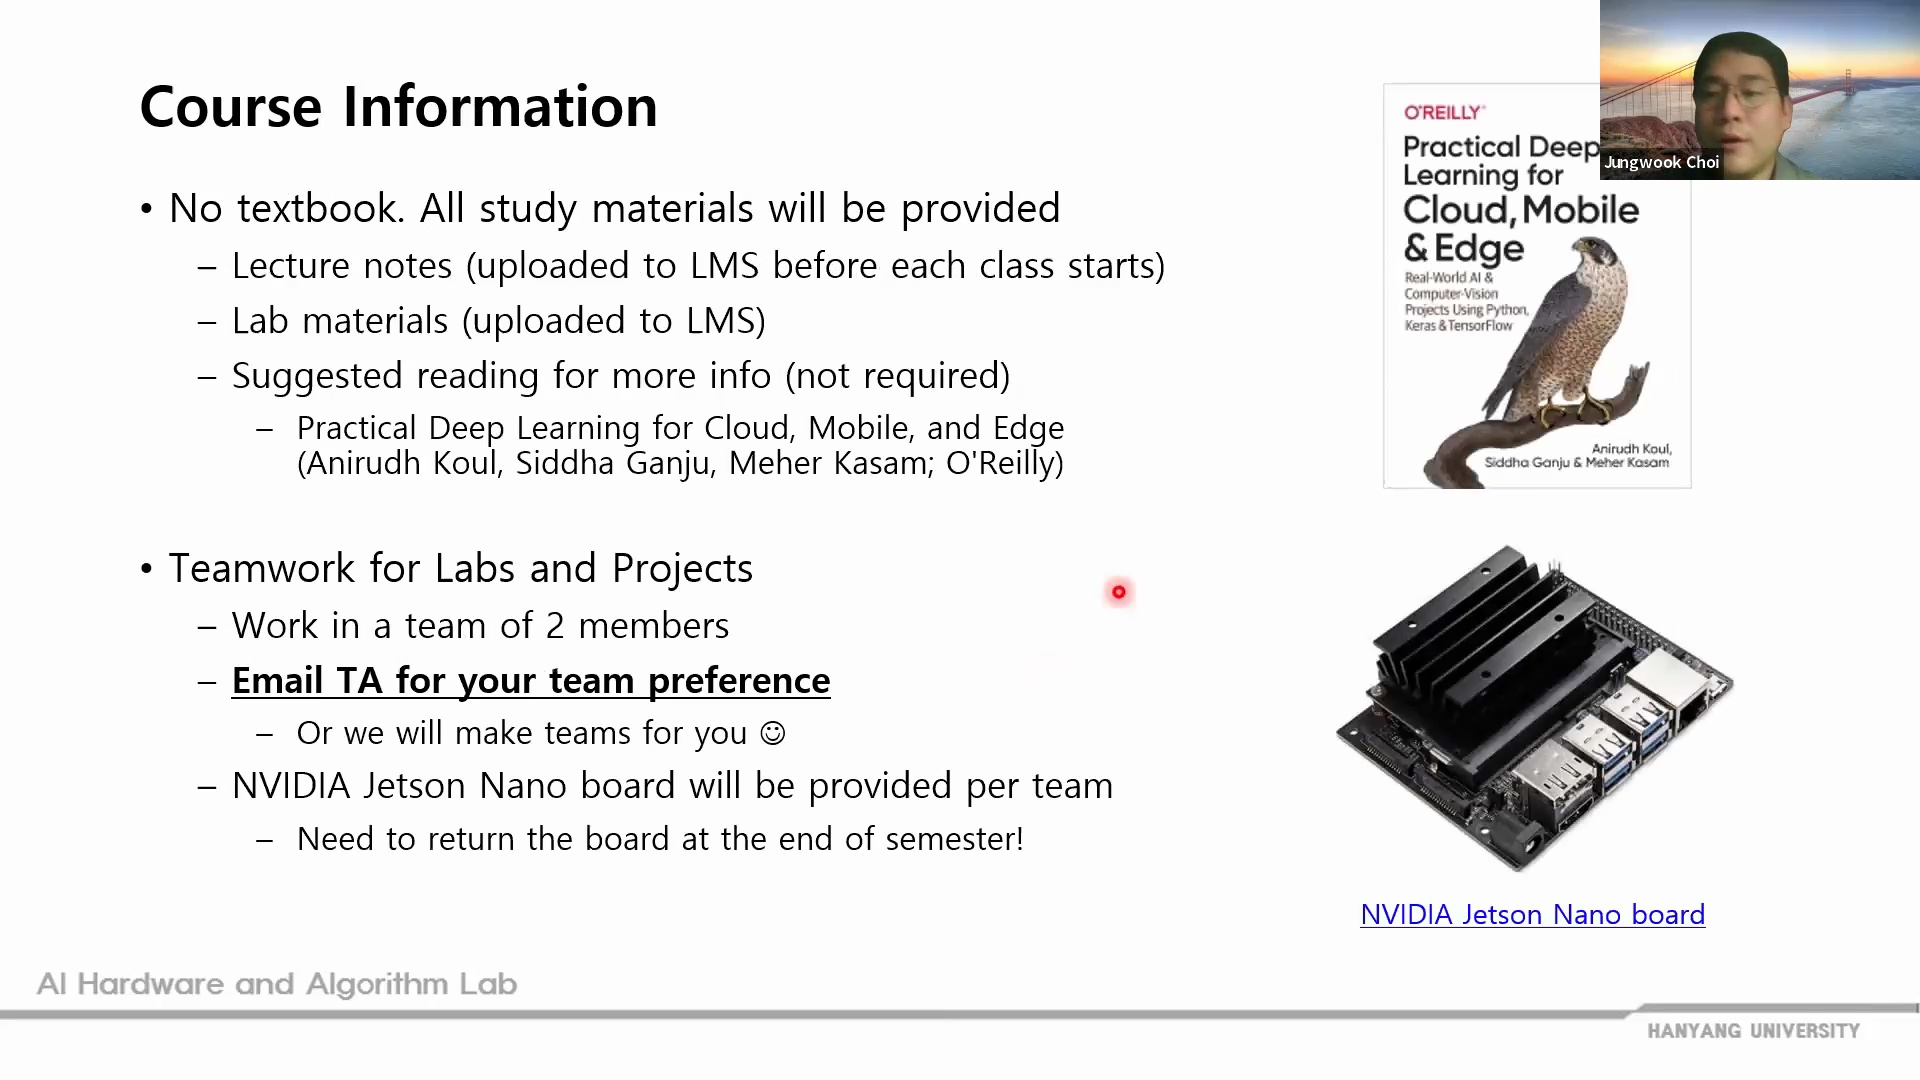 Course Information
• No textbook. All study materials will be provided
– Lecture notes (uploaded to LMS before each class starts)
– Lab materials (uploaded to LMS)
– Suggested reading for more info (not required)
– Practical Deep Learning for Cloud, Mobile, and Edge
(Anirudh Koul, Siddha Ganju, Meher Kasam; O'Reilly)
• Teamwork for Labs and Projects
– Work in a team of 2 members
– Email TA for your team preference
– Or we will make teams for you ☺
– NVIDIA Jetson Nano board will be provided per team
– Need to return the board at the end of semester!
O'REILLY®
Practical Deep
Learning for
Cloud, Mobile
& Edge
Real-World AI &
Computer-Vision
Projects Using Python,
Keras & TensorFlow
Anirudh Koul,
Siddha Ganju & Meher Kasam
Jungwook Choi
NVIDIA Jetson Nano board
AI Hardware and Algorithm Lab
HANYANG UNIVERSITY